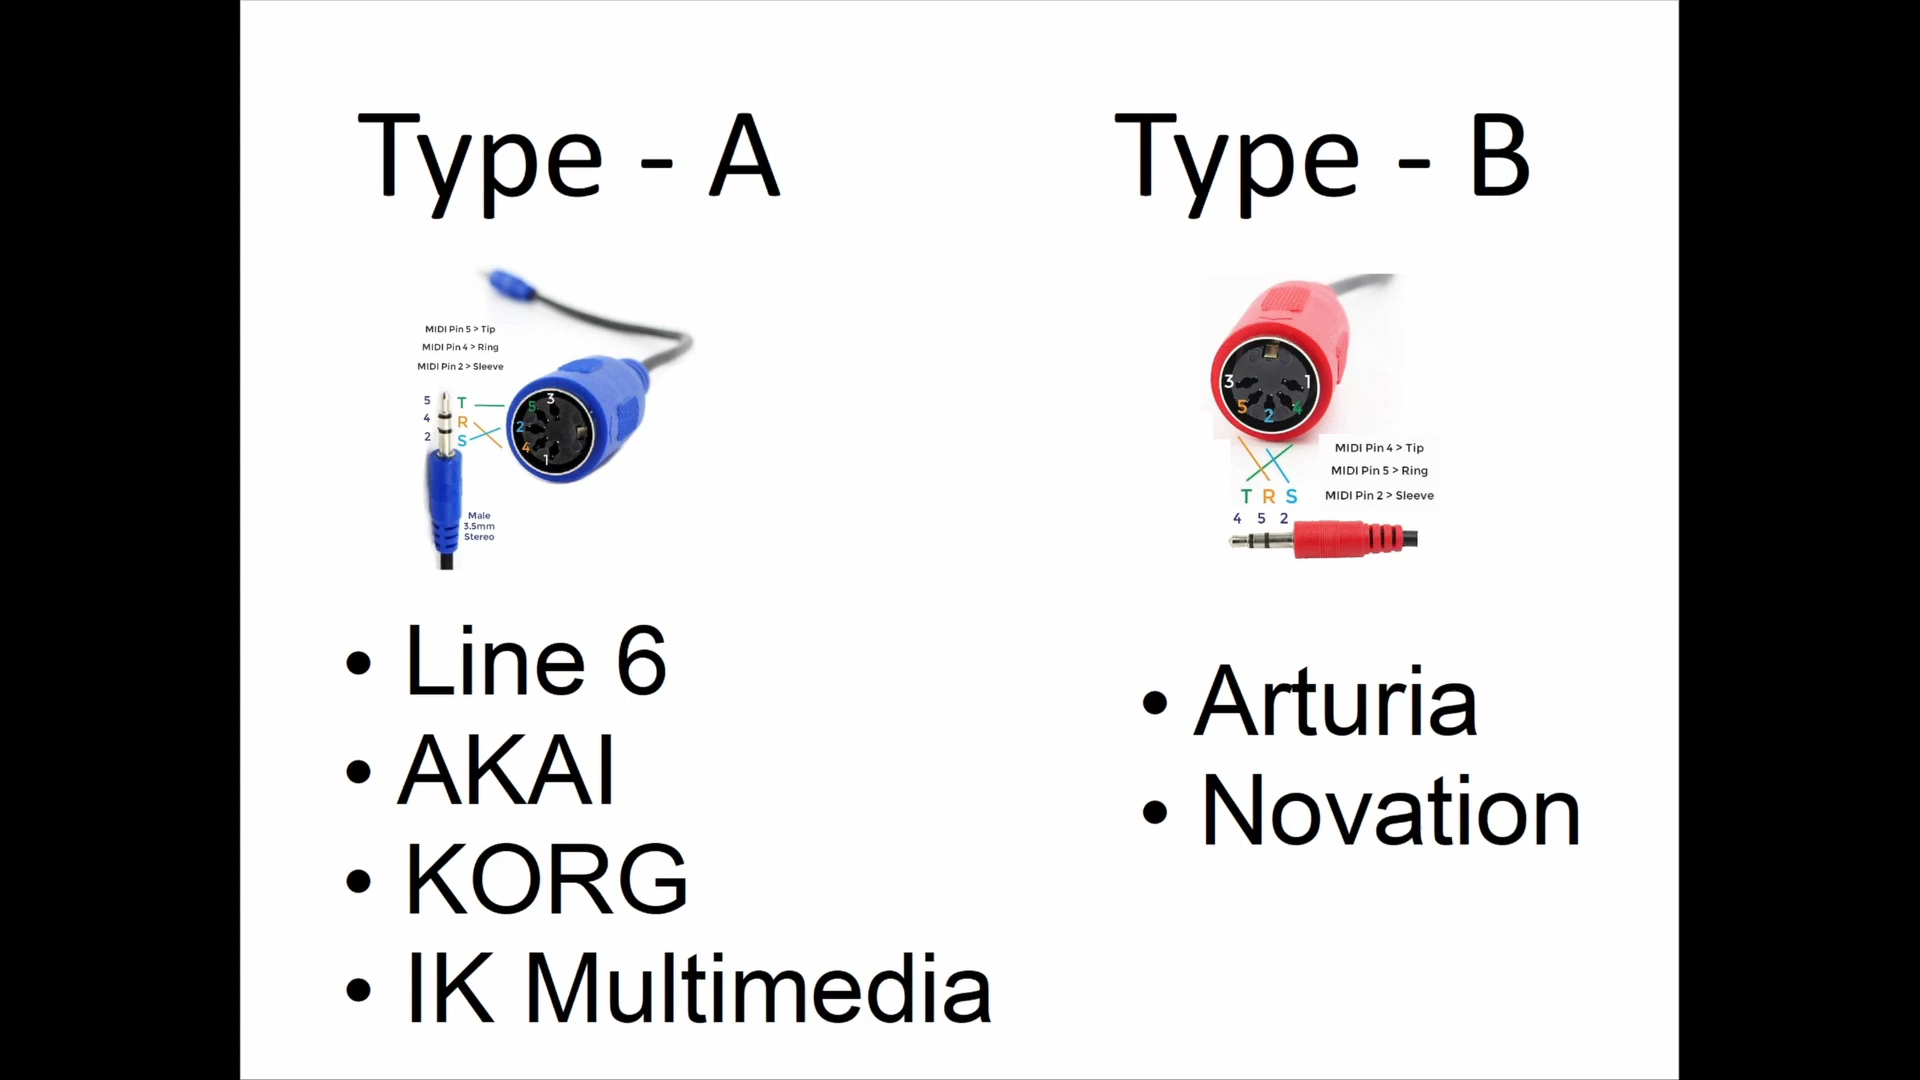 Type - A
MIDI Pin 5 > Tip
MIDI Pin 4 > Ring
MIDI Pin 2 > Sleeve
5 T
4 R
2 S
3
5
2
4
1
Male
3.5mm
Stereo
• Line 6
• AKAI
• KORG
• IK Multimedia
Type - B
3 1
5 2 4
MIDI Pin 4 > Tip
MIDI Pin 5 > Ring
MIDI Pin 2 > Sleeve
T R S
4 5 2
• Arturia
• Novation